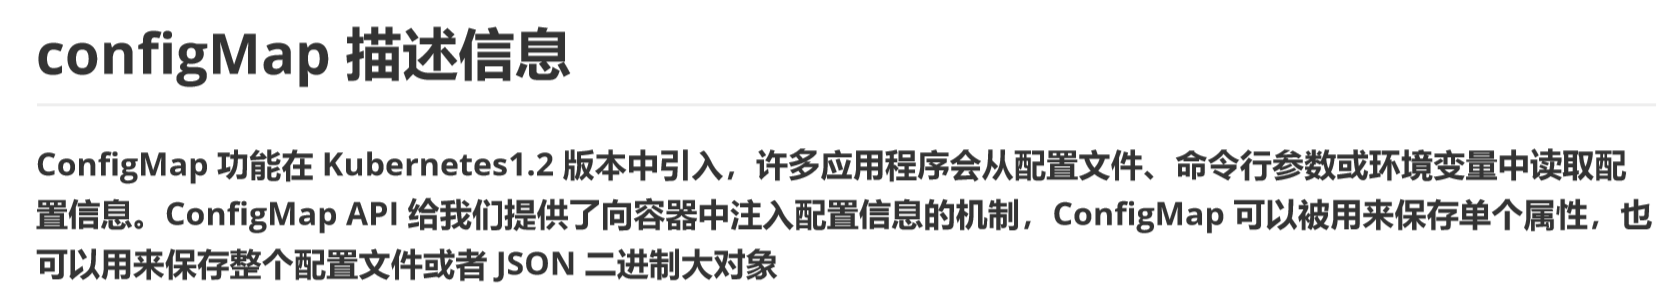 configMap 描述信息
ConfigMap 功能在 Kubernetes1.2 版本中引入，许多应用程序会从配置文件、命令行参数或环境变量中读取配
置信息。ConfigMap API 给我们提供了向容器中注入配置信息的机制，ConfigMap 可以被用来保存单个属性，也
可以用来保存整个配置文件或者 JSON 二进制大对象